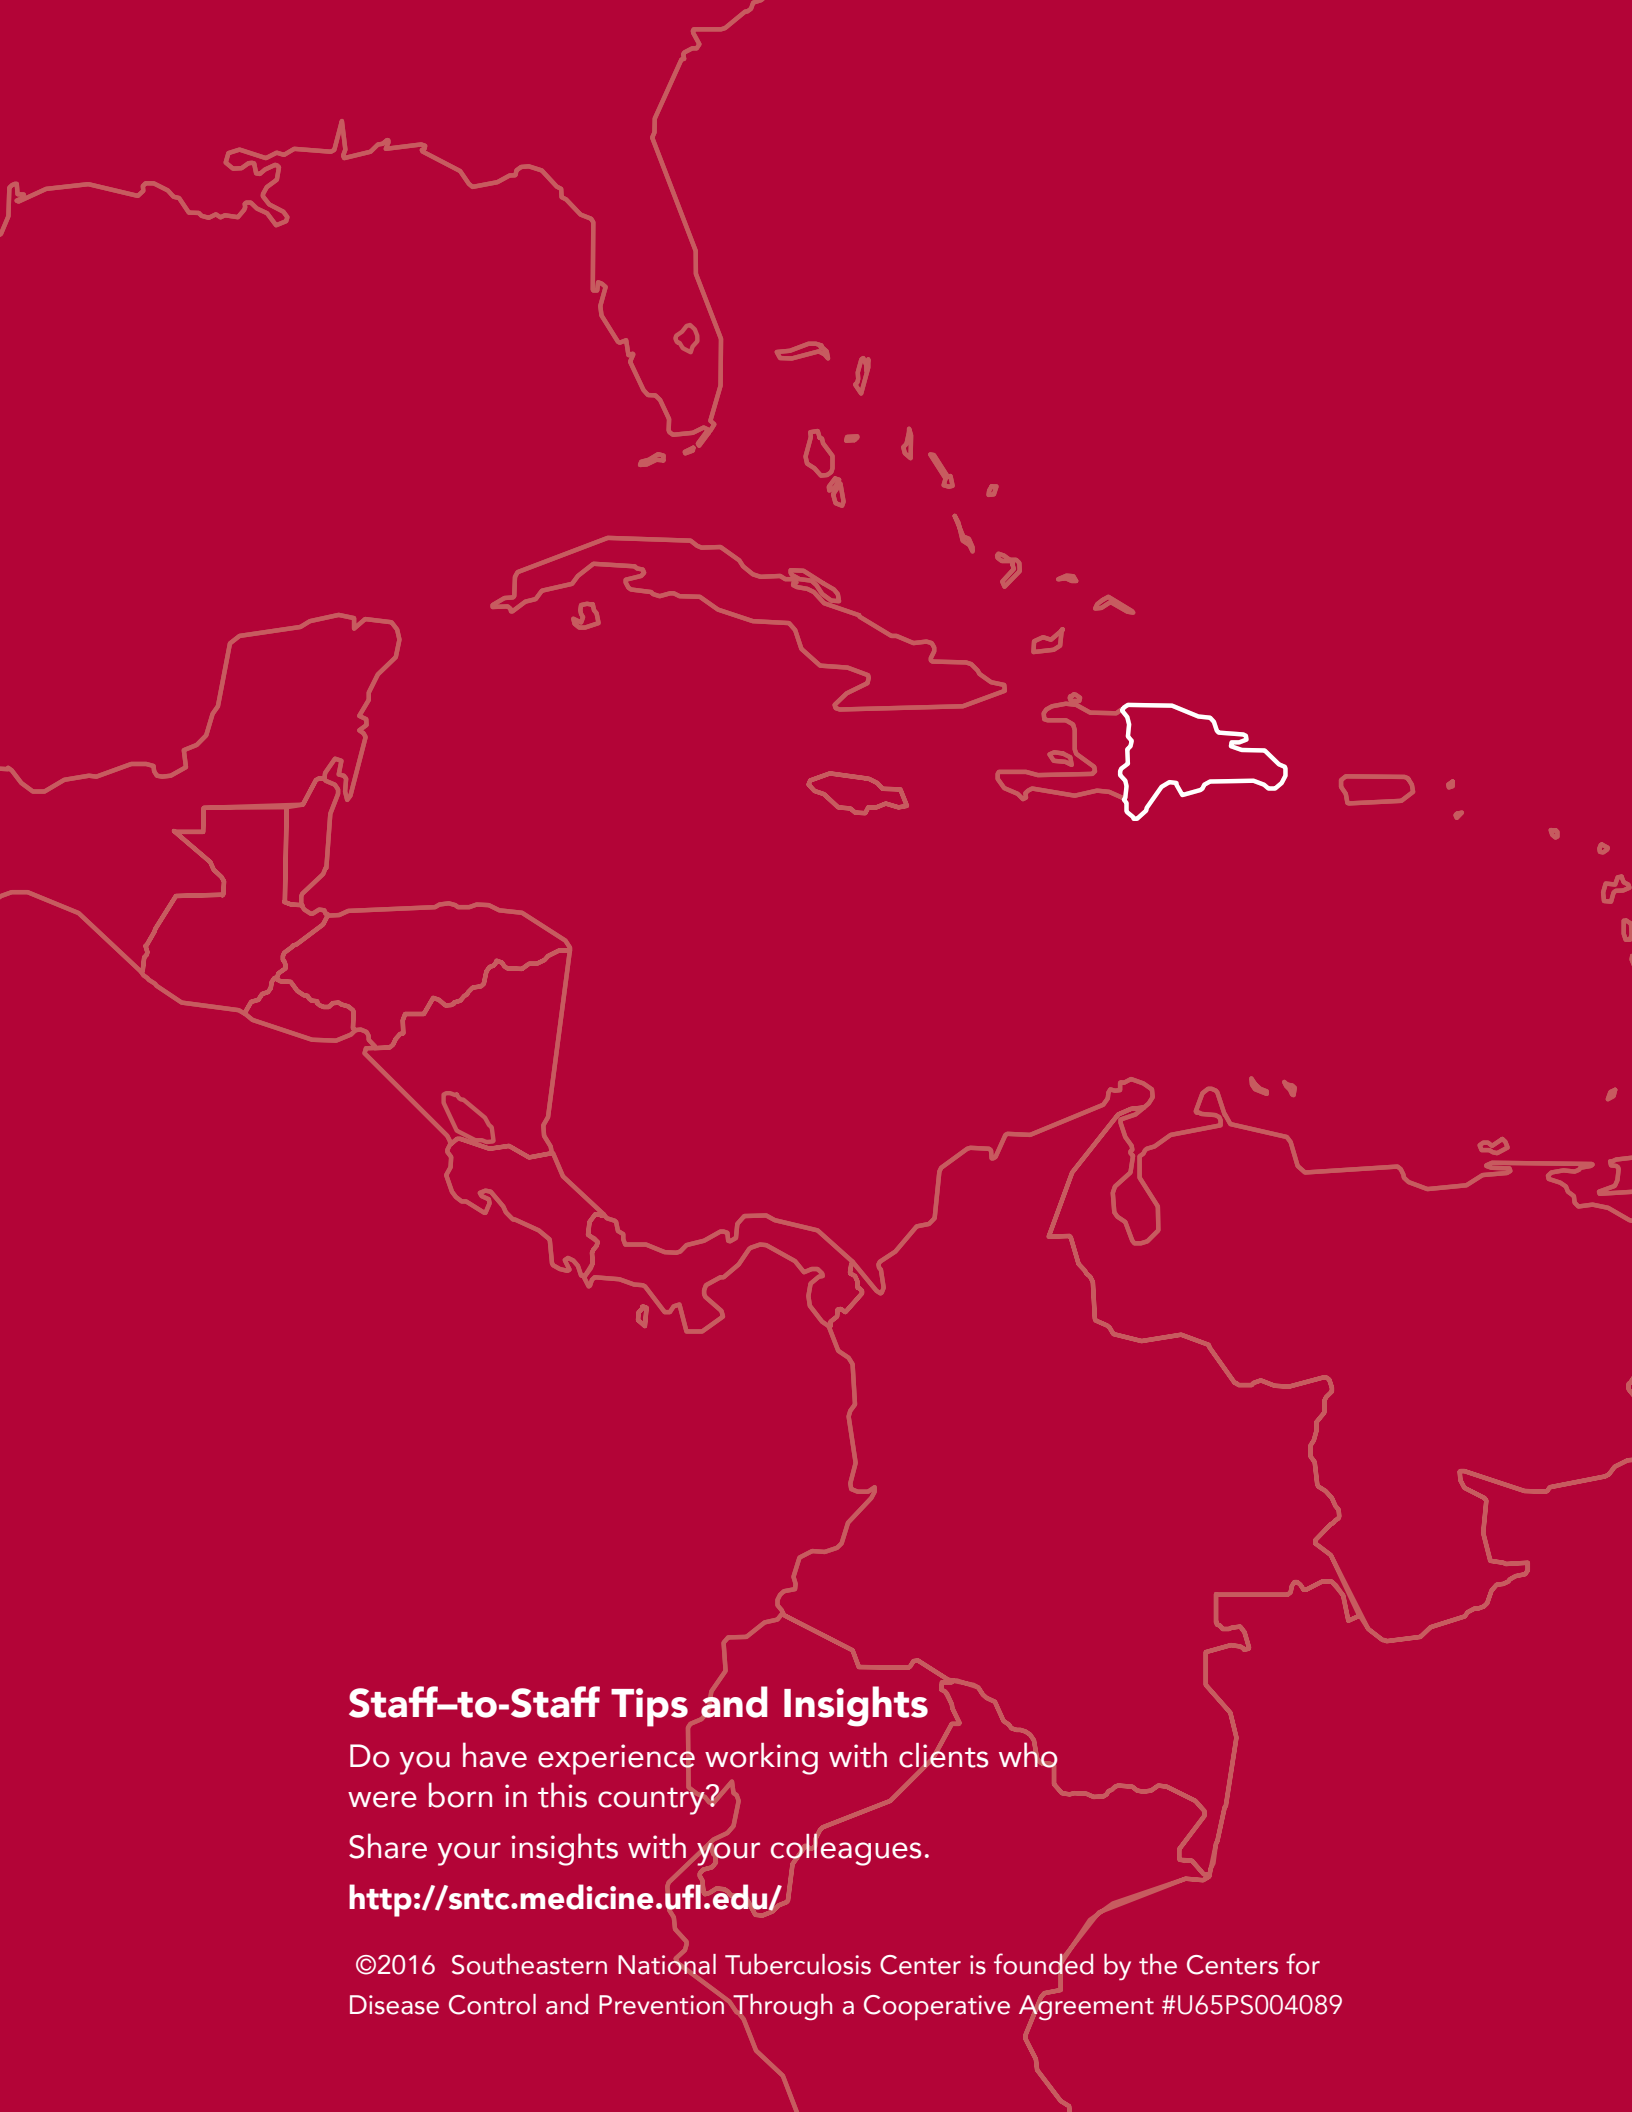 Staff–to-Staff Tips and Insights
Do you have experience working with clients who
were born in this country?
Share your insights with your colleagues.
http://sntc.medicine.ufl.edu/
©2016 Southeastern National Tuberculosis Center is founded by the Centers for
Disease Control and Prevention Through a Cooperative Agreement #U65PS004089